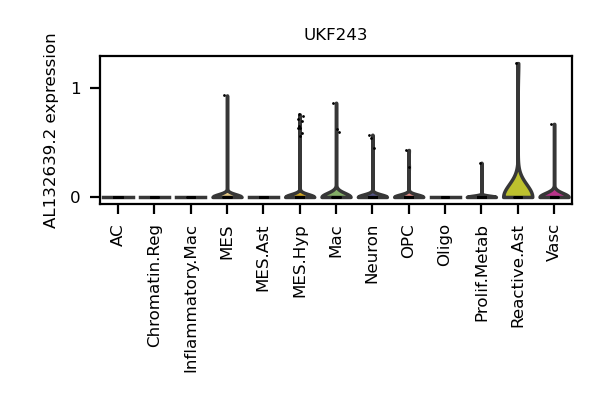 UKF243
AL132639.2 expression
1
0
AC
Chromatin.Reg
Inflammatory.Mac
MES
MES.Ast
MES.Hyp
Mac
Neuron
OPC
Oligo
Prolif.Metab
Reactive.Ast
Vasc